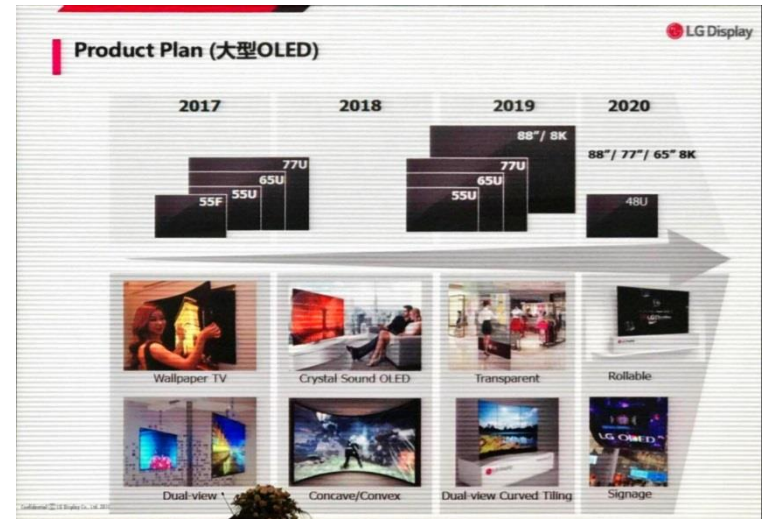 LG Display
Product Plan (大型OLED)
2017
2018
2019
2020
77U
65U
55U
55F
88"/ 8K
77U
65U
55U
88"/ 77"/ 65" 8K
48U
Wallpaper TV
Crystal Sound OLED
Transparent
Rollable
LG OLED
Dual-view
Concave/Convex
Dual-view Curved Tiling
Signage